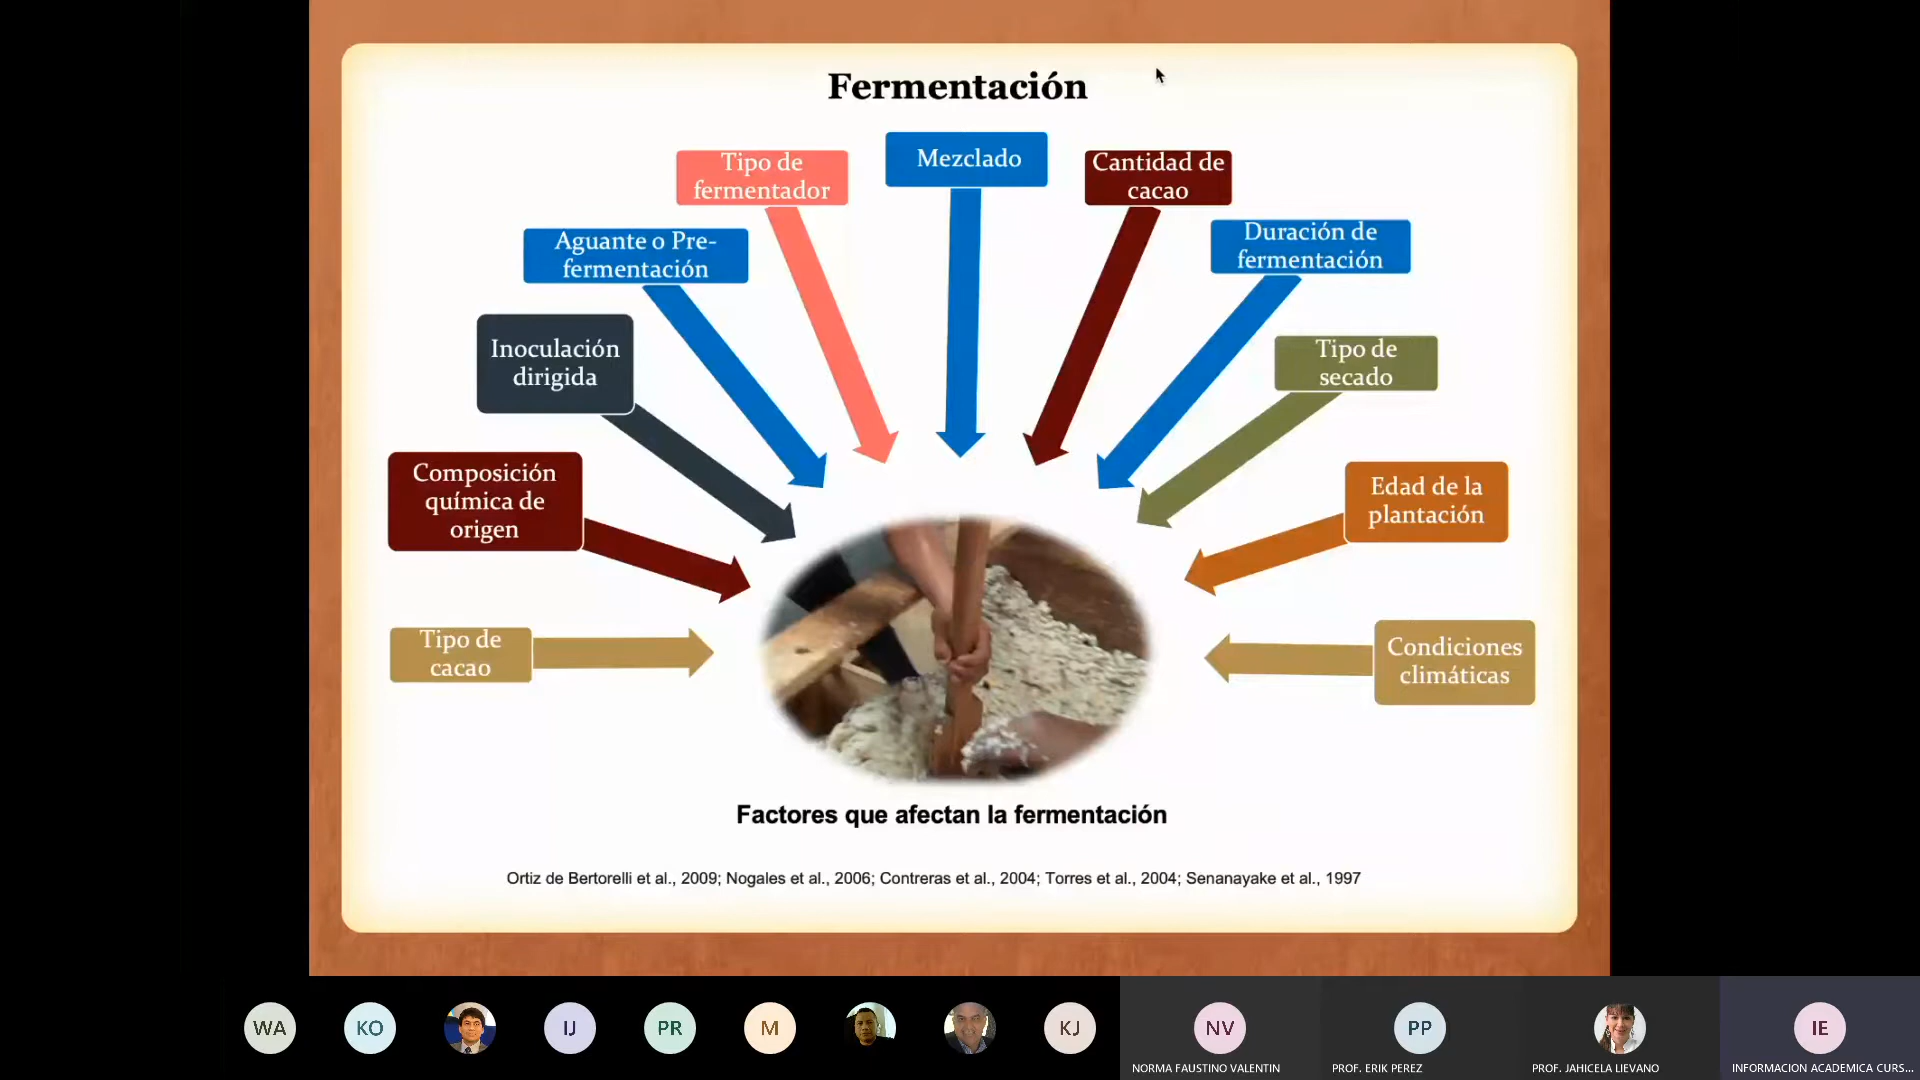 Fermentación
Mezclado
Tipo de
fermentador
Cantidad de
cacao
Aguante o Pre-
fermentación
Duración de
fermentación
Inoculación
dirigida
Tipo de
secado
Composición
química de
origen
Edad de la
plantación
Tipo de
cacao
Condiciones
climáticas
Factores que afectan la fermentación
Ortiz de Bertorelli et al., 2009; Nogales et al., 2006; Contreras et al., 2004; Torres et al., 2004; Senanayake et al., 1997
WA
KO
IJ
PR
M
KJ
NV
PP
IE
NORMA FAUSTINO VALENTIN
PROF. ERIK PEREZ
PROF. JAHICELA LIEVANO
INFORMACION ACADEMICA CURS...